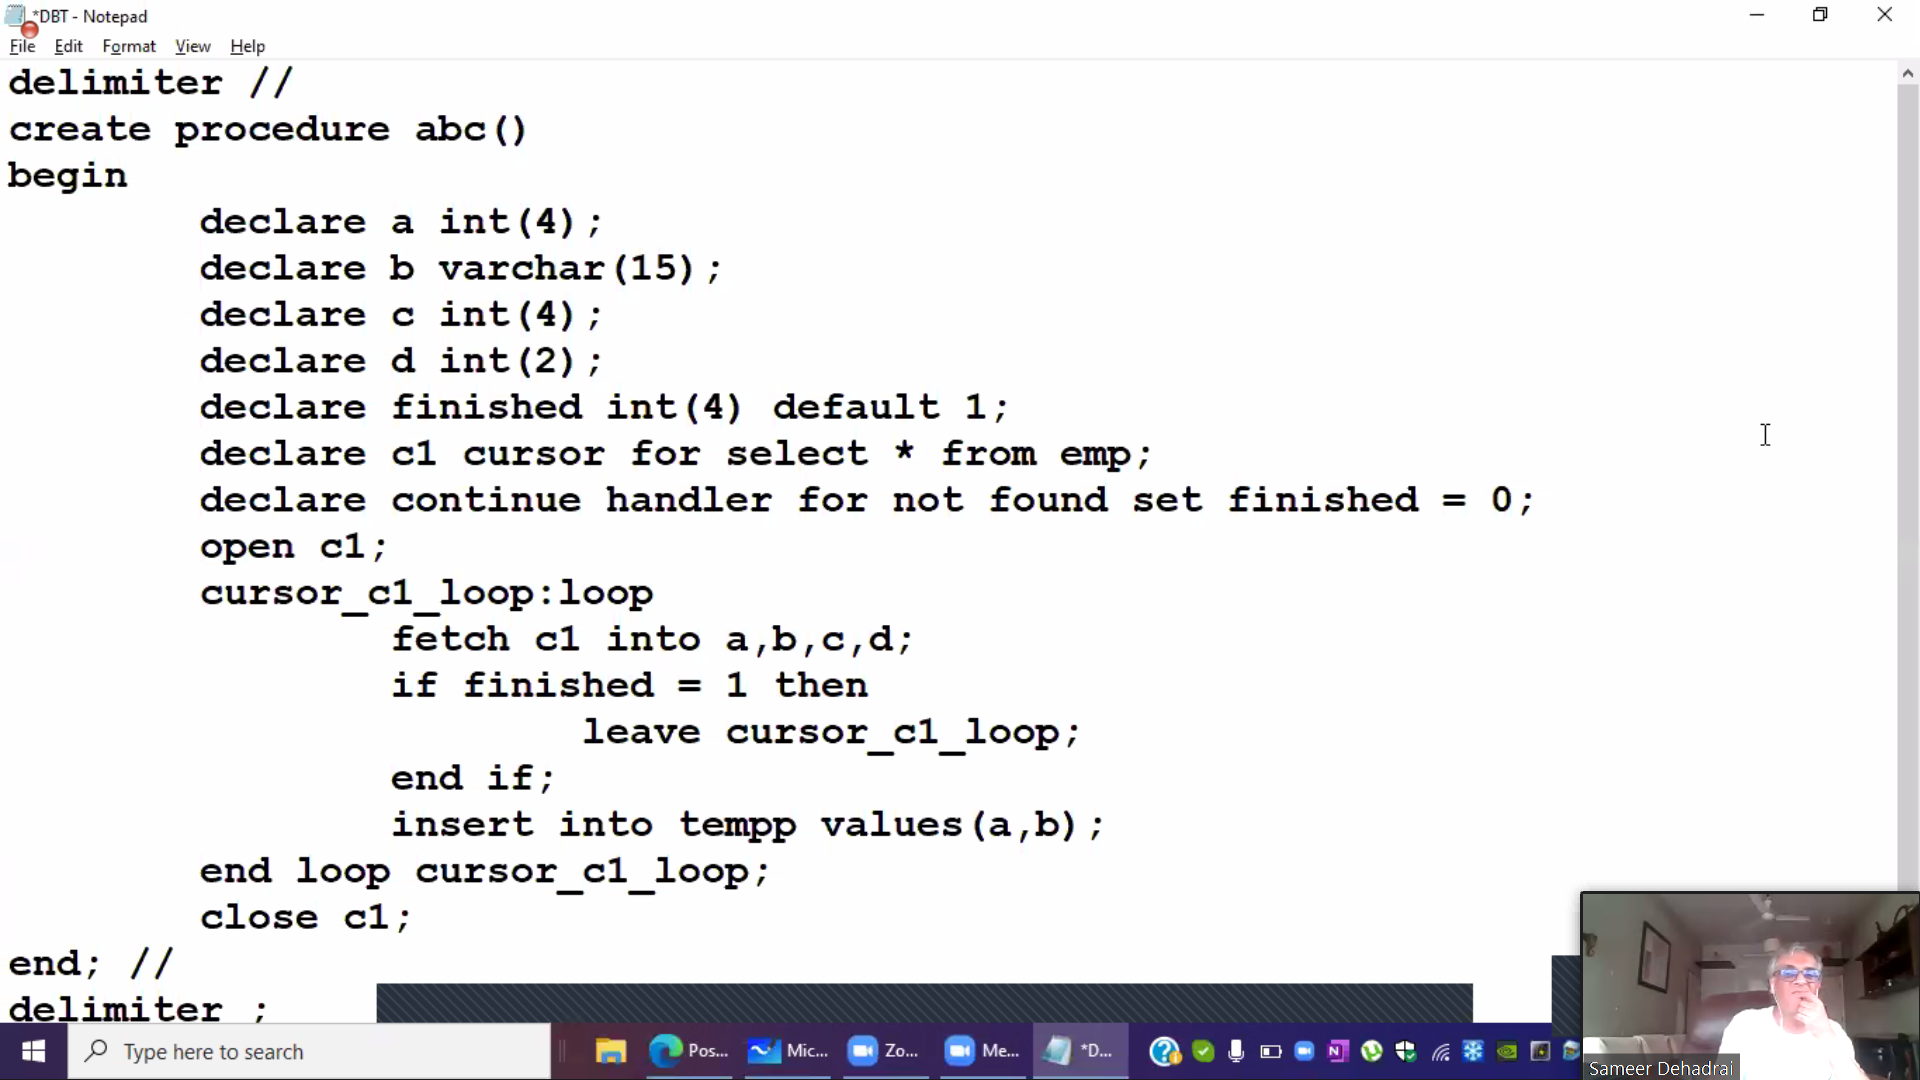 *DBT - Notepad
File Edit Format View Help
delimiter //
create procedure abc()
begin
declare a int(4);
declare b varchar(15);
declare c int(4);
declare d int(2);
declare finished int(4) default 1;
declare c1 cursor for select * from emp;
declare continue handler for not found set finished = 0;
open c1;
cursor_c1_loop:loop
fetch c1 into a,b,c,d;
if finished = 1 then
leave cursor_c1_loop;
end if;
insert into tempp values(a,b);
end loop cursor_c1_loop;
close c1;
end; //
delimiter ;
Type here to search
Pos...
Mic...
Zo...
Me...
*D...
Sameer Dehadrai